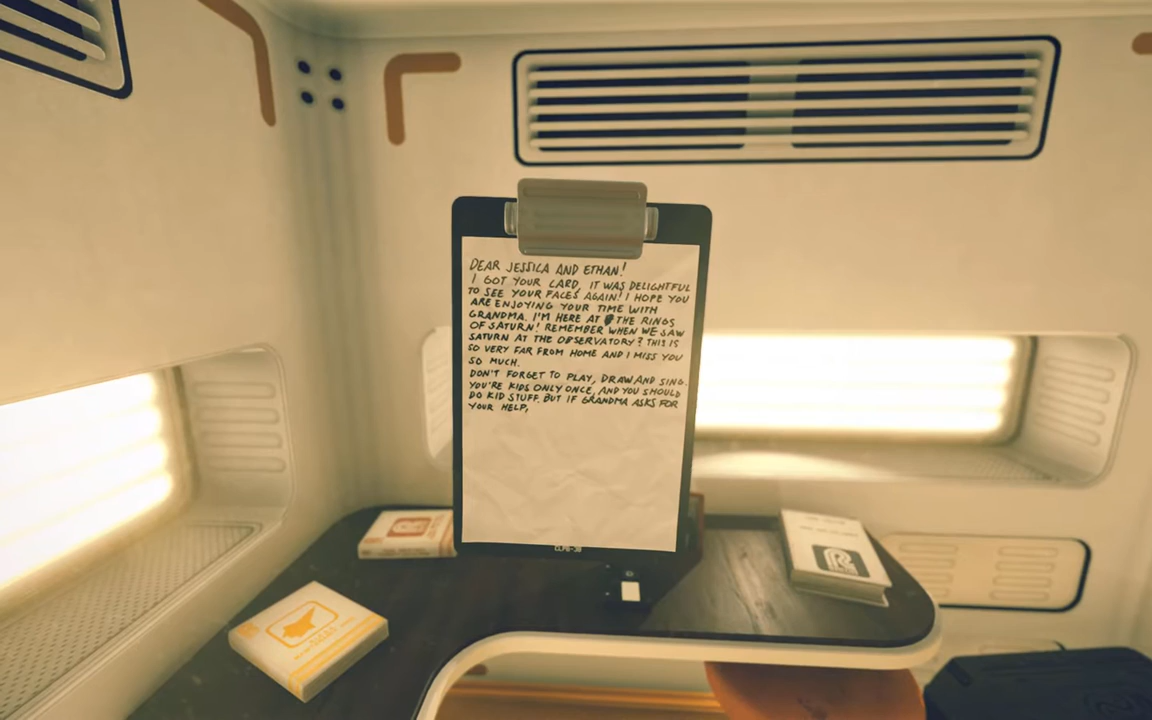 DEAR JESSICA AND ETHAN!
I GOT YOUR CARD, IT WAS DELIGHTFUL
TO SEE YOUR FACES AGAIN! I HOPE YOU
ARE ENJOYING YOUR TIME WITH
GRANDMA. I'M HERE AT THE RINGS
OF SATURN! REMEMBER WHEN WE SAW
SATURN AT THE OBSERVATORY? THIS IS
SO VERY FAR FROM HOME AND I MISS YOU
SO MUCH.
DON'T FORGET TO PLAY, DRAW AND SING.
YOU'RE KIDS ONLY ONCE, AND YOU SHOULD
DO KID STUFF. BUT IF GRANDMA ASKS FOR
YOUR HELP,